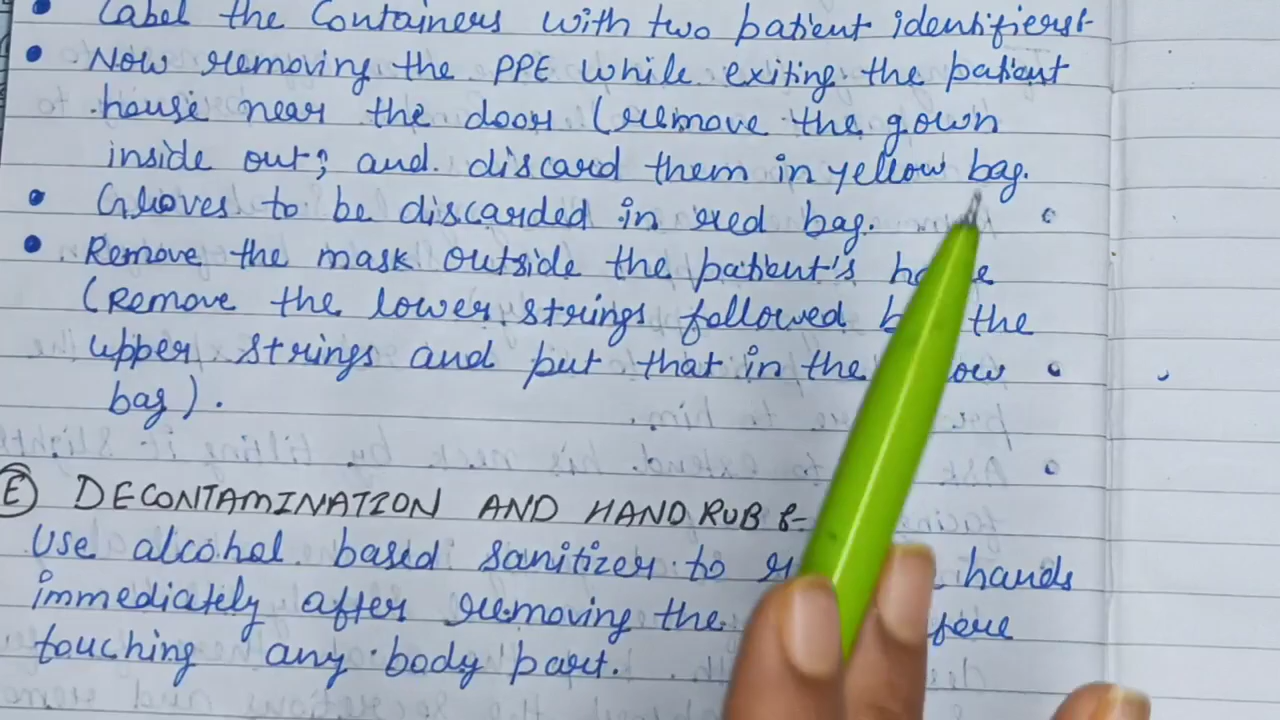 • Label the Containers with two patient identifiers:-
• Now removing the PPE while exiting the patient
house near the door (remove the gown
inside out; and discard them in yellow bag.
• Gloves to be discarded in red bag.
• Remove the mask outside the patient's
(Remove the lower strings followed the
upper strings and put that in the
bag).
(E) DECONTAMINATION AND HAND RUB :-
Use alcohol based sanitizer to hands
immediately after removing the
touching any body part.